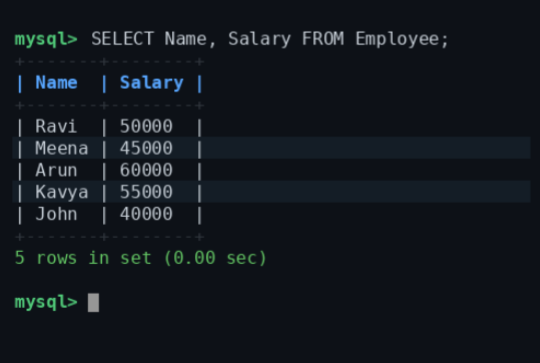 mysql> SELECT Name, Salary FROM Employee;
+-------+--------+
| Name  | Salary |
+-------+--------+
| Ravi  | 50000  |
| Meena | 45000  |
| Arun  | 60000  |
| Kavya | 55000  |
| John  | 40000  |
+-------+--------+
5 rows in set (0.00 sec)
mysql>